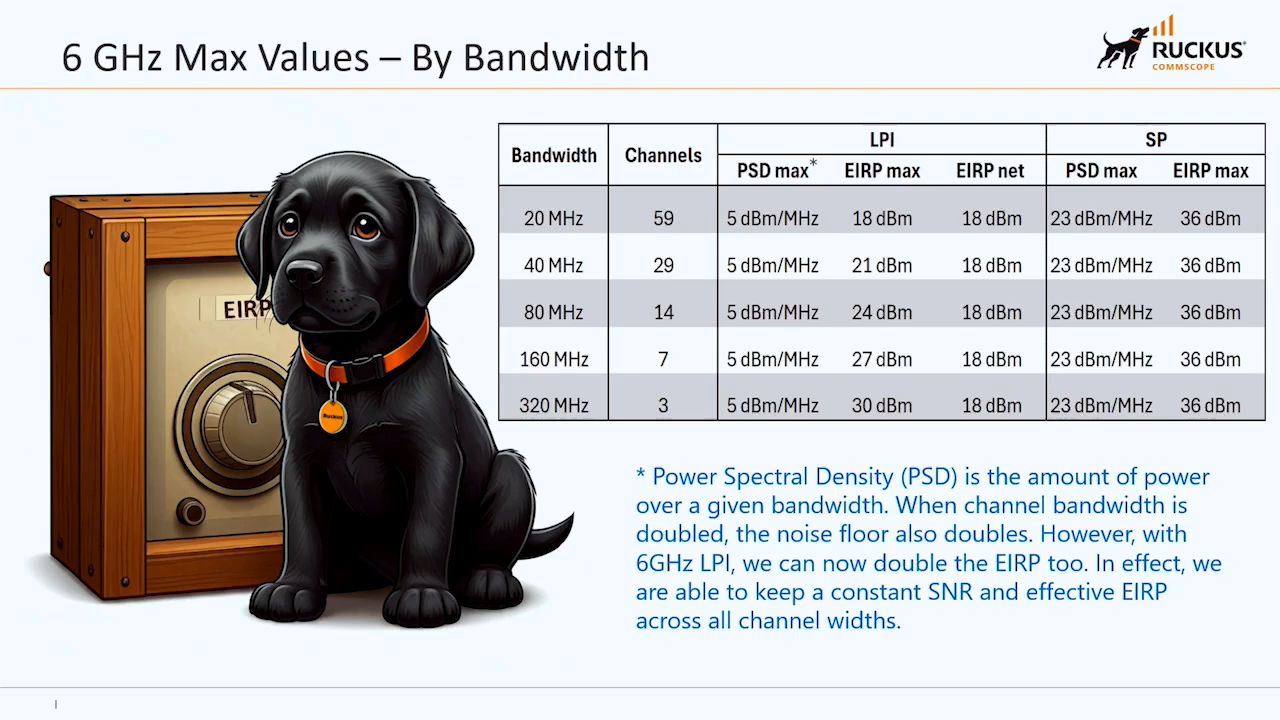 6 GHz Max Values – By Bandwidth
RUCKUS
COMMSCOPE
EIRP
Ruckus
Bandwidth Channels LPI SP
PSD max* EIRP max EIRP net PSD max EIRP max
20 MHz 59 5 dBm/MHz 18 dBm 18 dBm 23 dBm/MHz 36 dBm
40 MHz 29 5 dBm/MHz 21 dBm 18 dBm 23 dBm/MHz 36 dBm
80 MHz 14 5 dBm/MHz 24 dBm 18 dBm 23 dBm/MHz 36 dBm
160 MHz 7 5 dBm/MHz 27 dBm 18 dBm 23 dBm/MHz 36 dBm
320 MHz 3 5 dBm/MHz 30 dBm 18 dBm 23 dBm/MHz 36 dBm
* Power Spectral Density (PSD) is the amount of power
over a given bandwidth. When channel bandwidth is
doubled, the noise floor also doubles. However, with
6GHz LPI, we can now double the EIRP too. In effect, we
are able to keep a constant SNR and effective EIRP
across all channel widths.